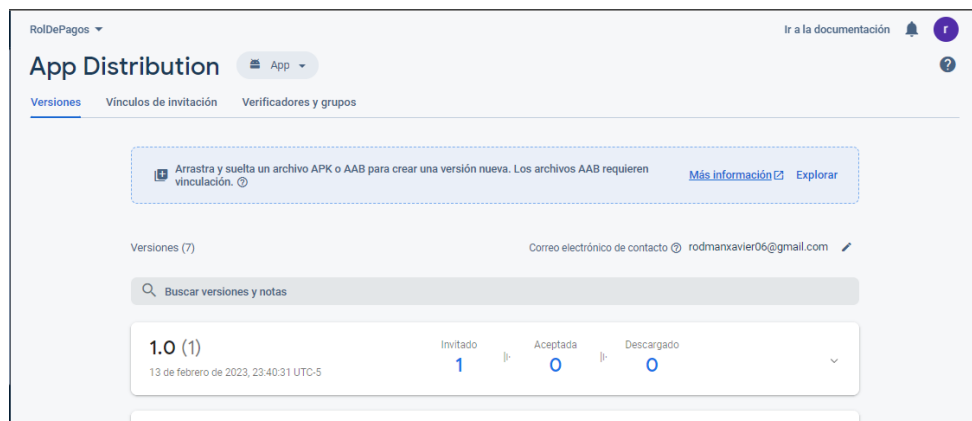 RolDePagos
Ir a la documentación
r
App Distribution
App
Versiones
Vínculos de invitación
Verificadores y grupos
Arrastra y suelta un archivo APK o AAB para crear una versión nueva. Los archivos AAB requieren
vinculación.
Más información
Explorar
Versiones (7)
Correo electrónico de contacto
rodmanxavier06@gmail.com
Buscar versiones y notas
1.0 (1)
13 de febrero de 2023, 23:40:31 UTC-5
Invitado
1
Aceptada
0
Descargado
0